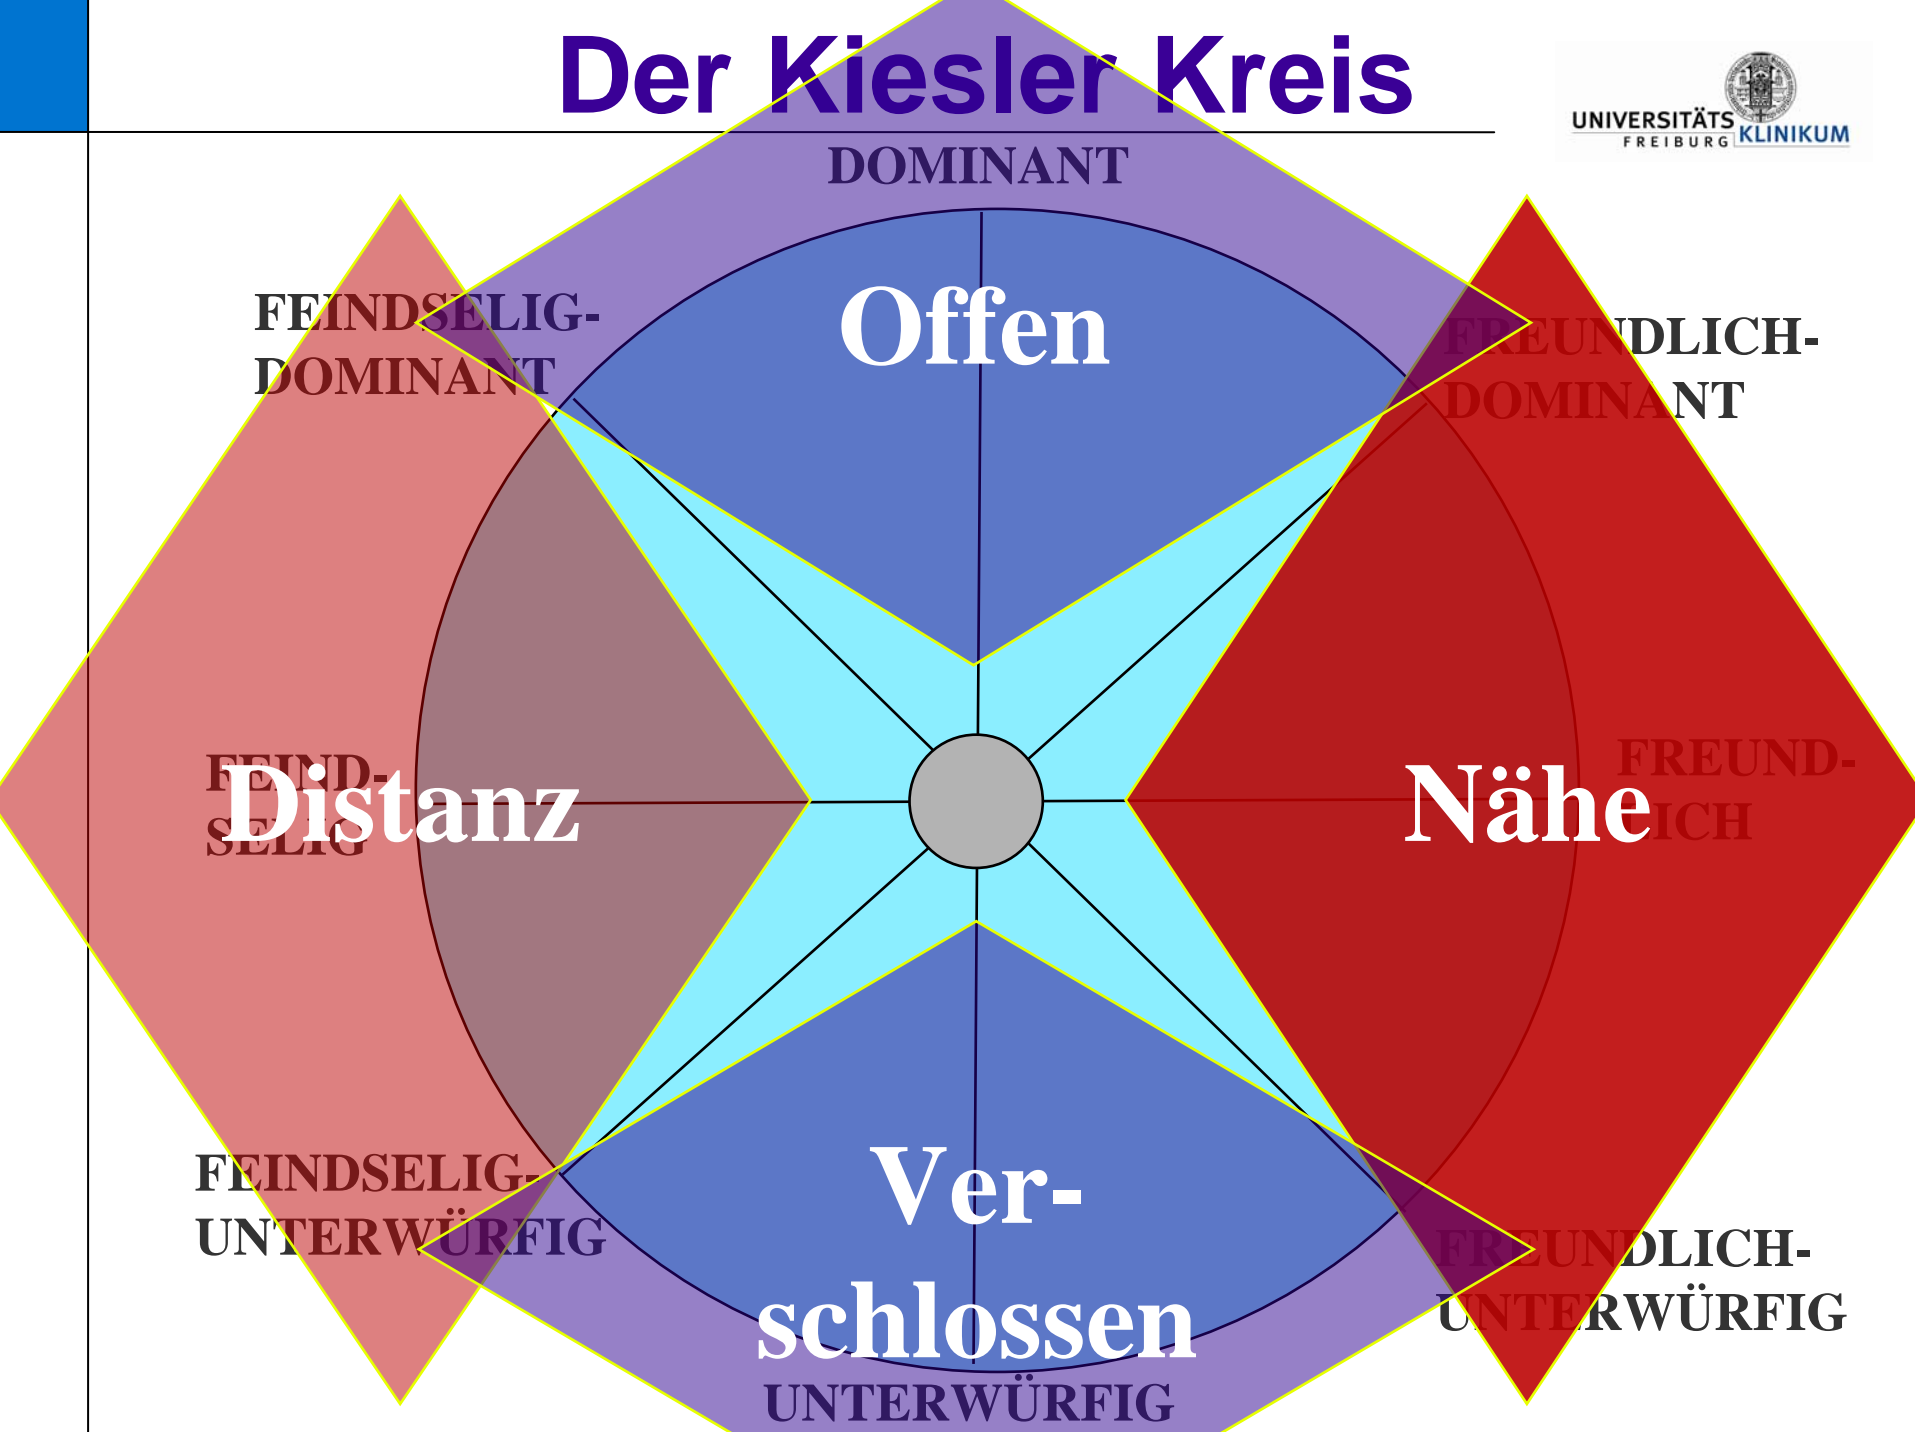 Der Kiesler Kreis
UNIVERSITÄTS
FREIBURG KLINIKUM
DOMINANT
Offen
FEINDSELIG-
DOMINANT
FREUNDLICH-
DOMINANT
FEIND-
SELIG
Distanz
Nähe
FREUND-
LICH
Ver-
schlossen
FEINDSELIG-
UNTERWÜRFIG
FREUNDLICH-
UNTERWÜRFIG
UNTERWÜRFIG